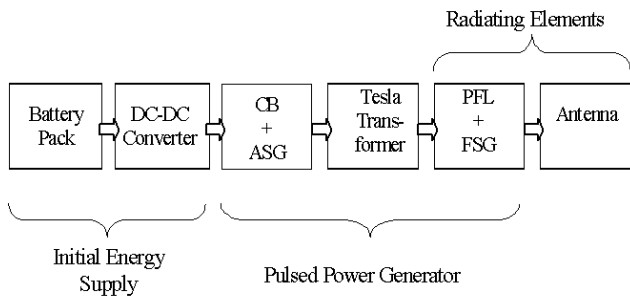 Radiating Elements
Battery
Pack
DC-DC
Converter
CB
+
ASG
Tesla
Trans-
former
PFL
+
FSG
Antenna
Initial Energy
Supply
Pulsed Power Generator